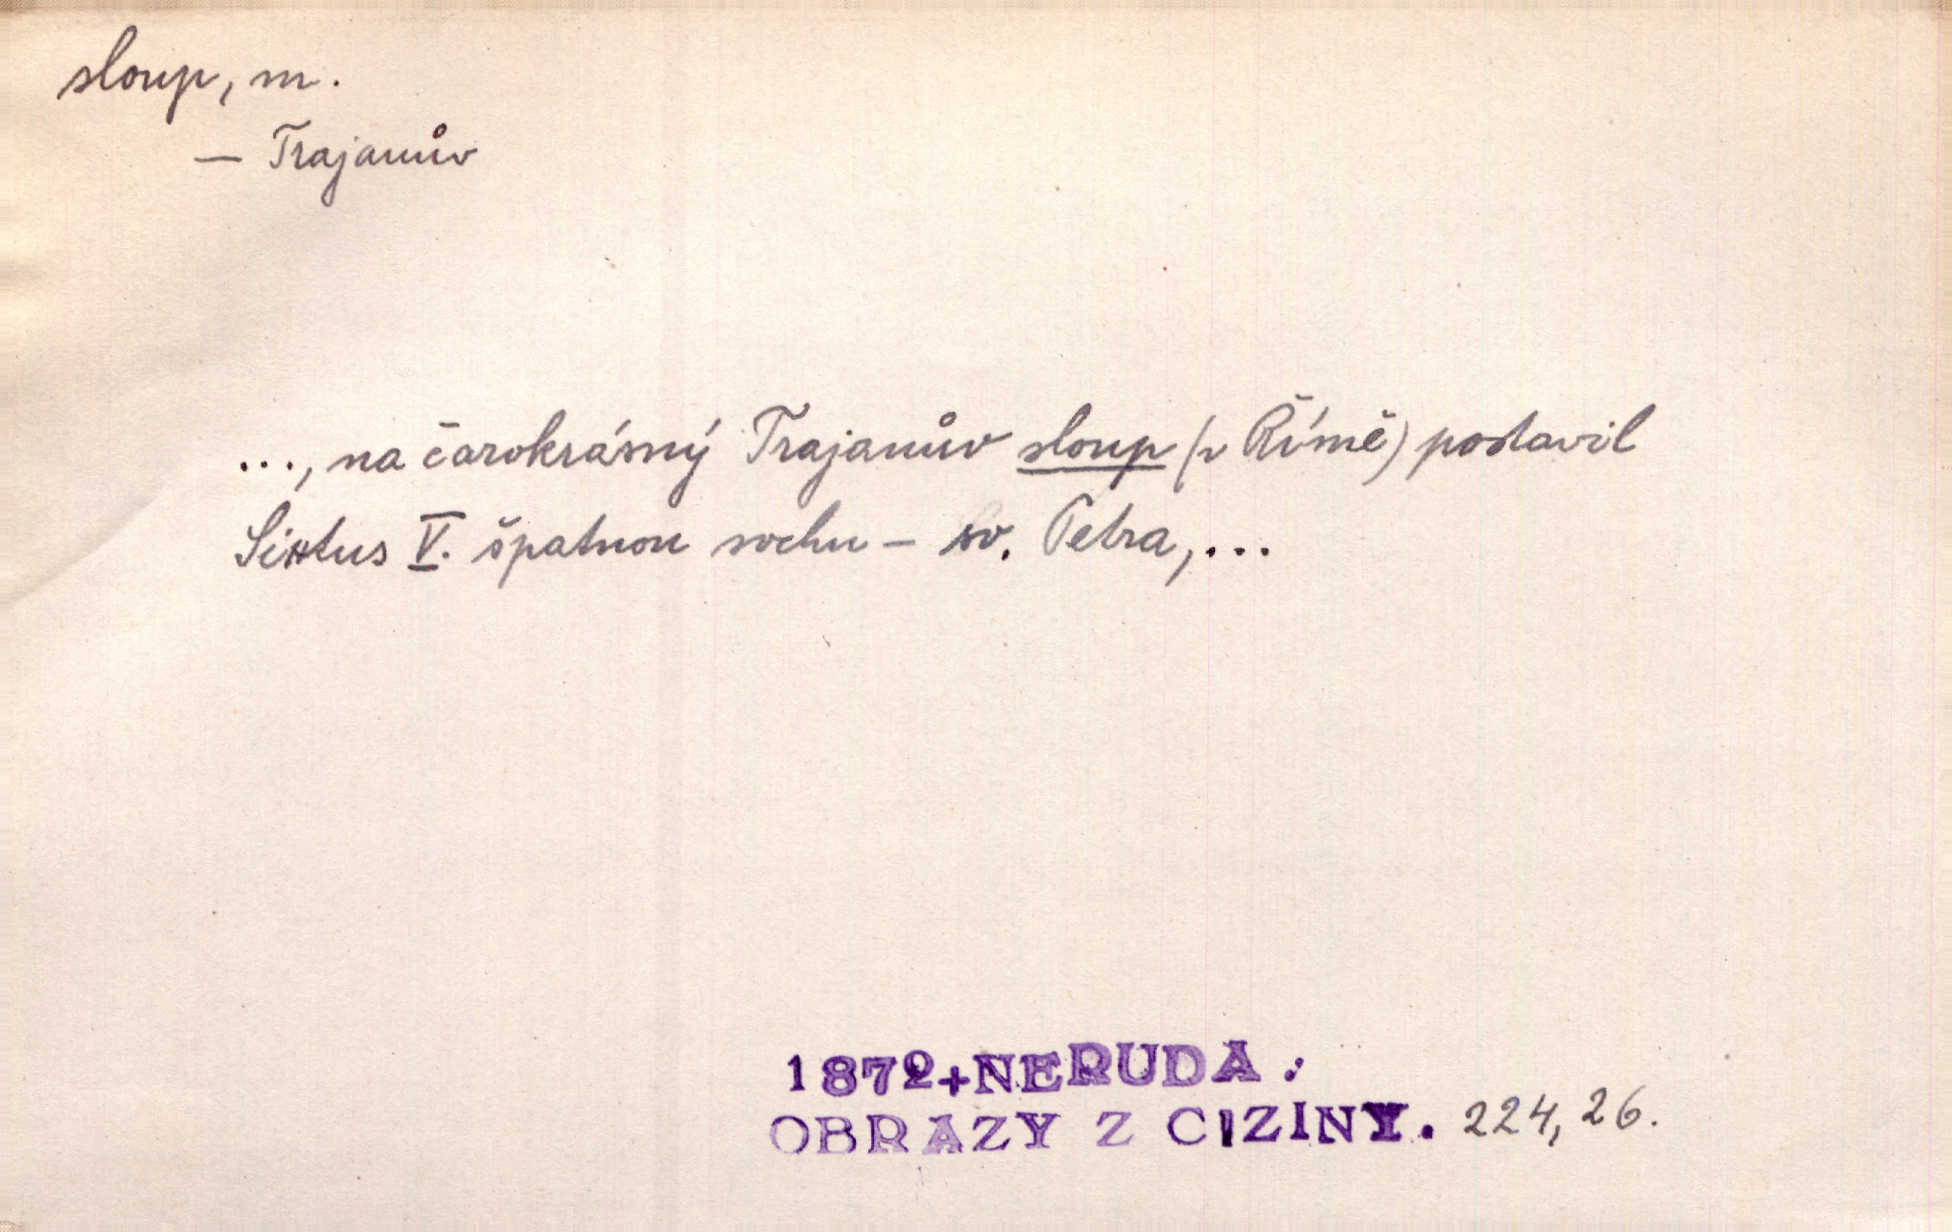 sloup, m.
— Trajanův
..., na čarokrásný Trajanův sloup (v Římě) postavil
Sixtus V. špatnou sochu – sv. Petra, ...
1872+NERUDA:
OBRAZY Z CIZINY. 224, 26.